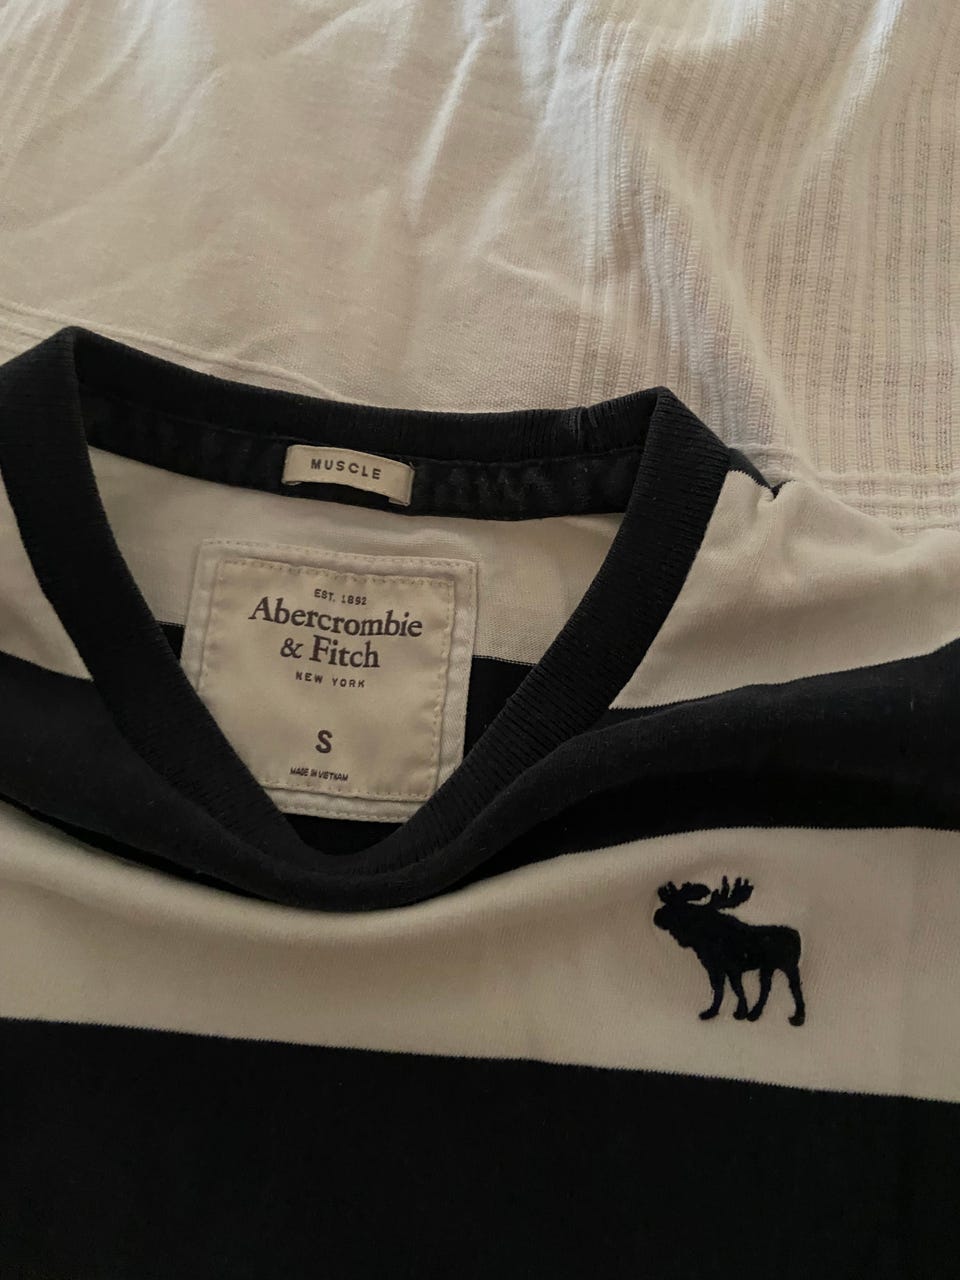 MUSCLE
EST. 1892
Abercrombie
& Fitch
NEW YORK
S
MADE IN VIETNAM